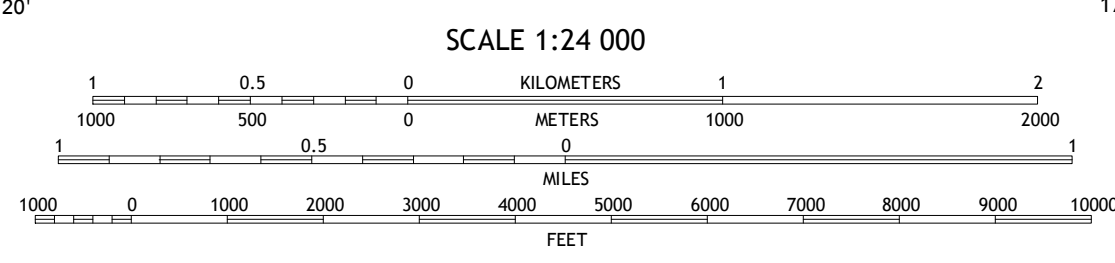 20'
SCALE 1:24 000
1 0.5 0 KILOMETERS 1 2
1000 500 0 METERS 1000 2000
1 0.5 0 1
MILES
1000 0 1000 2000 3000 4000 5000 6000 7000 8000 9000 10000
FEET